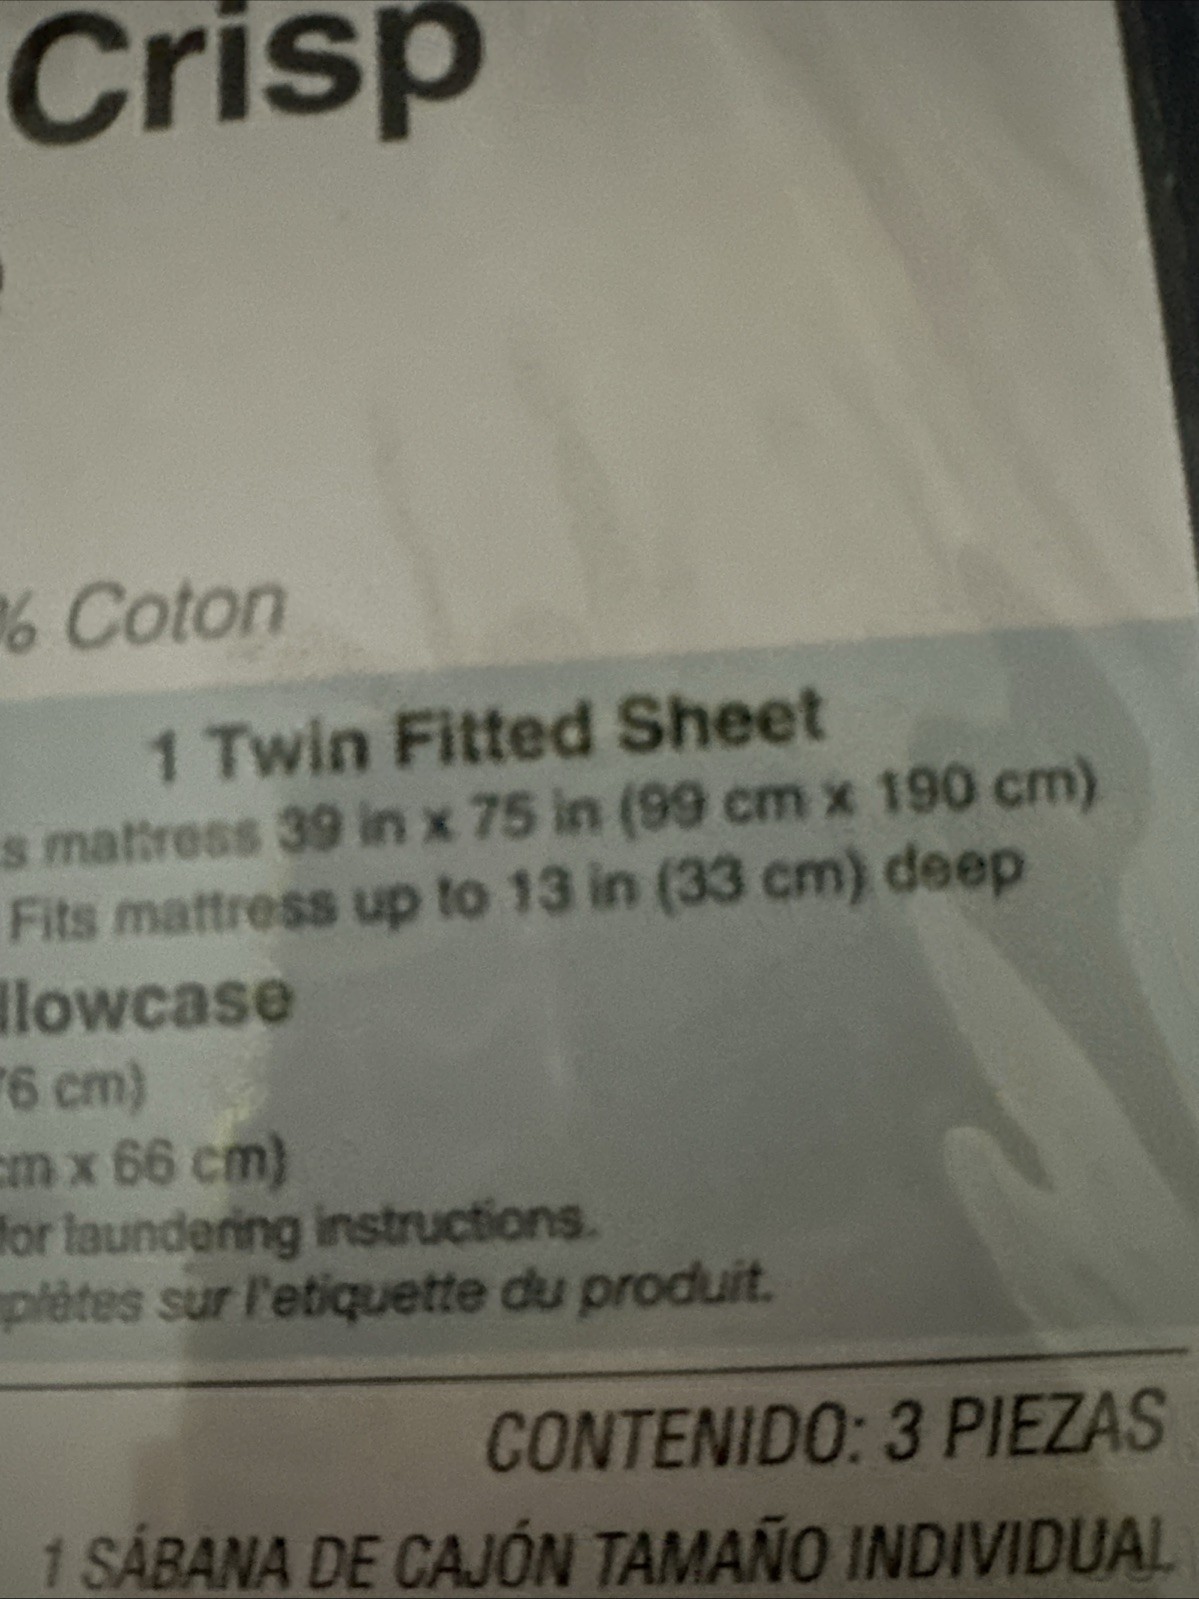 Crisp
% Coton
1 Twin Fitted Sheet
s mattress 39 in x 75 in (99 cm x 190 cm)
Fits mattress up to 13 in (33 cm) deep
llowcase
76 cm)
cm x 66 cm)
for laundering instructions.
plètes sur l'etiquette du produit.
CONTENIDO: 3 PIEZAS
1 SÁBANA DE CAJÓN TAMAÑO INDIVIDUAL